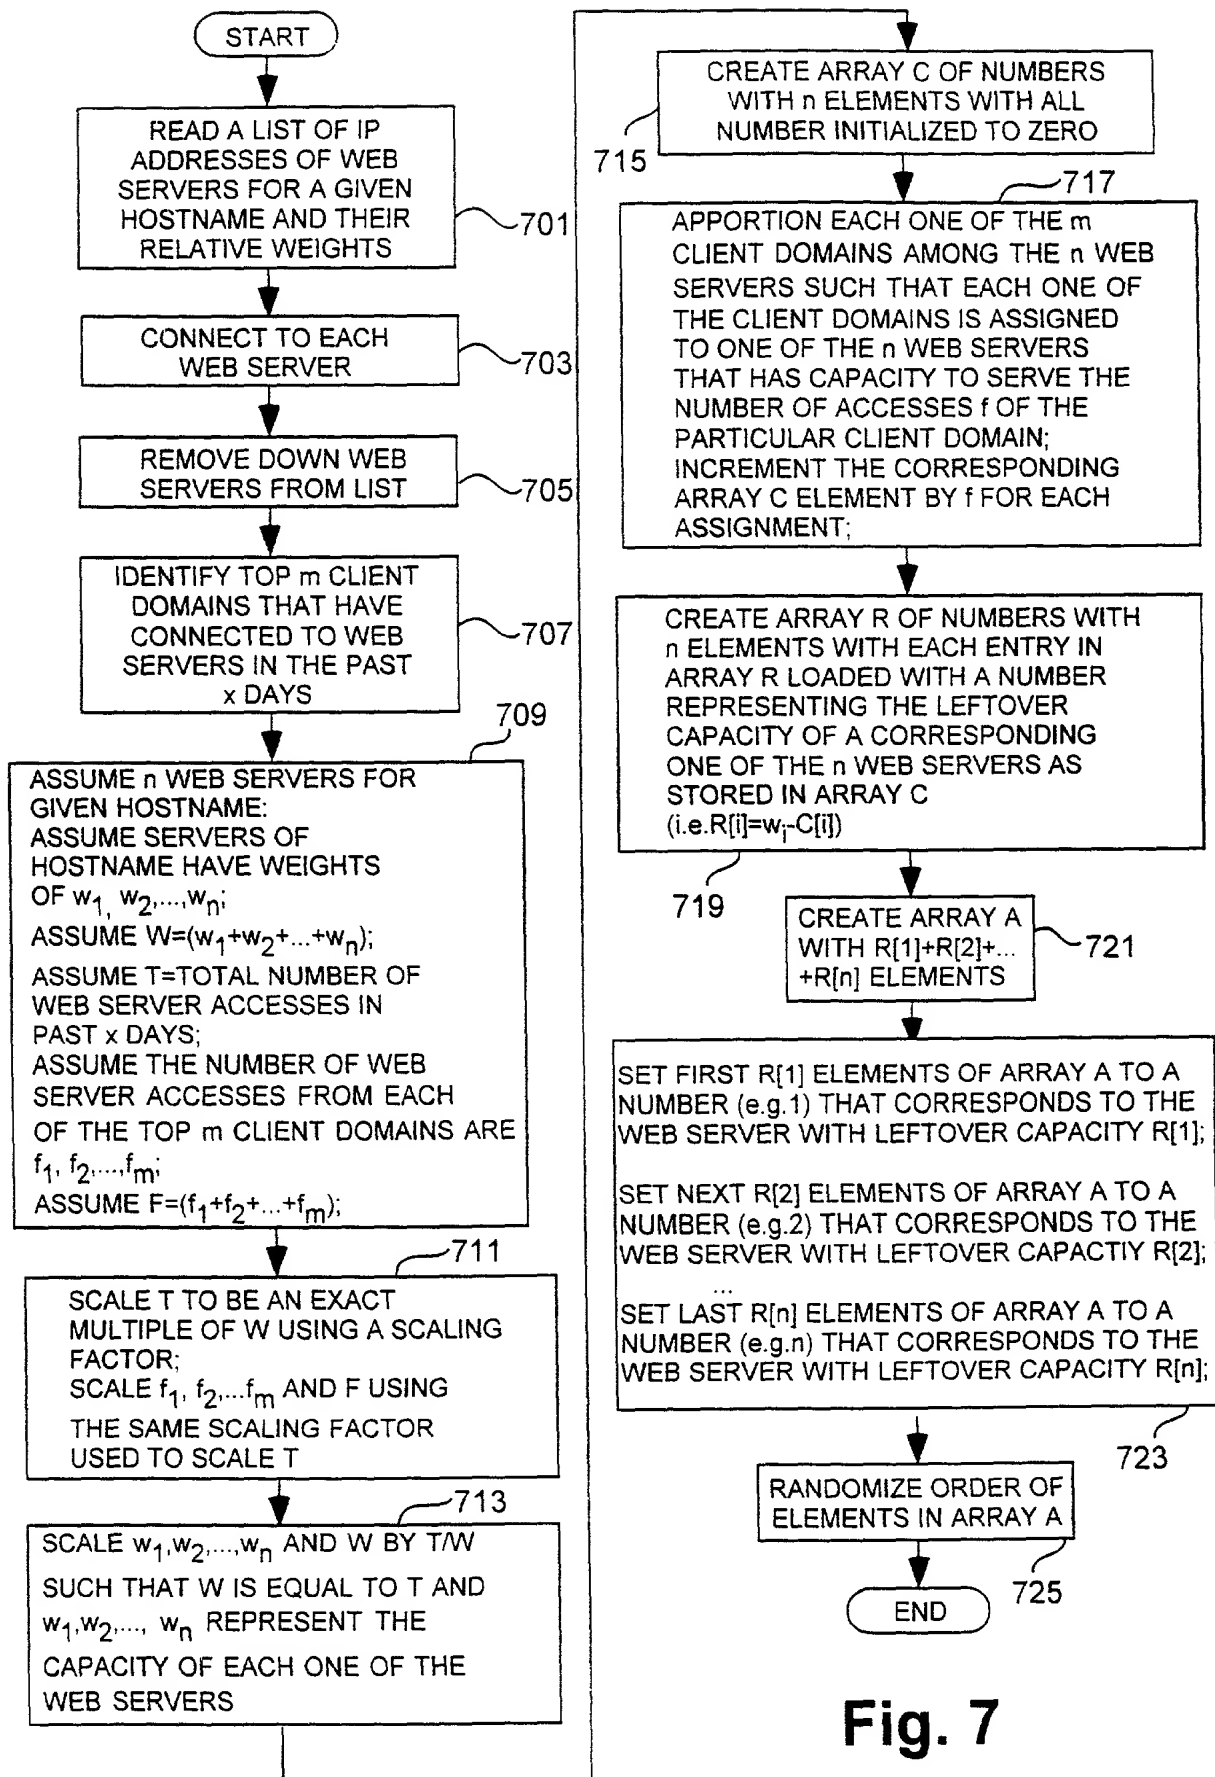 START
READ A LIST OF IP
ADDRESSES OF WEB
SERVERS FOR A GIVEN
HOSTNAME AND THEIR
RELATIVE WEIGHTS
701
CONNECT TO EACH
WEB SERVER
703
REMOVE DOWN WEB
SERVERS FROM LIST
705
IDENTIFY TOP m CLIENT
DOMAINS THAT HAVE
CONNECTED TO WEB
SERVERS IN THE PAST
x DAYS
707
709
ASSUME n WEB SERVERS FOR
GIVEN HOSTNAME:
ASSUME SERVERS OF
HOSTNAME HAVE WEIGHTS
OF w1, w2,...,wn;
ASSUME W=(w1+w2+...+wn);
ASSUME T=TOTAL NUMBER OF
WEB SERVER ACCESSES IN
PAST x DAYS;
ASSUME THE NUMBER OF WEB
SERVER ACCESSES FROM EACH
OF THE TOP m CLIENT DOMAINS ARE
f1, f2,...,fm;
ASSUME F=(f1+f2+...+fm);
711
SCALE T TO BE AN EXACT
MULTIPLE OF W USING A SCALING
FACTOR;
SCALE f1, f2,...fm AND F USING
THE SAME SCALING FACTOR
USED TO SCALE T
713
SCALE w1,w2,...,wn AND W BY T/W
SUCH THAT W IS EQUAL TO T AND
w1,w2,..., wn REPRESENT THE
CAPACITY OF EACH ONE OF THE
WEB SERVERS
CREATE ARRAY C OF NUMBERS
WITH n ELEMENTS WITH ALL
NUMBER INITIALIZED TO ZERO
715
717
APPORTION EACH ONE OF THE m
CLIENT DOMAINS AMONG THE n WEB
SERVERS SUCH THAT EACH ONE OF
THE CLIENT DOMAINS IS ASSIGNED
TO ONE OF THE n WEB SERVERS
THAT HAS CAPACITY TO SERVE THE
NUMBER OF ACCESSES f OF THE
PARTICULAR CLIENT DOMAIN;
INCREMENT THE CORRESPONDING
ARRAY C ELEMENT BY f FOR EACH
ASSIGNMENT;
CREATE ARRAY R OF NUMBERS WITH
n ELEMENTS WITH EACH ENTRY IN
ARRAY R LOADED WITH A NUMBER
REPRESENTING THE LEFTOVER
CAPACITY OF A CORRESPONDING
ONE OF THE n WEB SERVERS AS
STORED IN ARRAY C
(i.e.R[i]=wi-C[i])
719
CREATE ARRAY A
WITH R[1]+R[2]+...
+R[n] ELEMENTS
721
SET FIRST R[1] ELEMENTS OF ARRAY A TO A
NUMBER (e.g.1) THAT CORRESPONDS TO THE
WEB SERVER WITH LEFTOVER CAPACITY R[1];
SET NEXT R[2] ELEMENTS OF ARRAY A TO A
NUMBER (e.g.2) THAT CORRESPONDS TO THE
WEB SERVER WITH LEFTOVER CAPACTIY R[2];
...
SET LAST R[n] ELEMENTS OF ARRAY A TO A
NUMBER (e.g.n) THAT CORRESPONDS TO THE
WEB SERVER WITH LEFTOVER CAPACITY R[n];
723
RANDOMIZE ORDER OF
ELEMENTS IN ARRAY A
725
END
Fig. 7